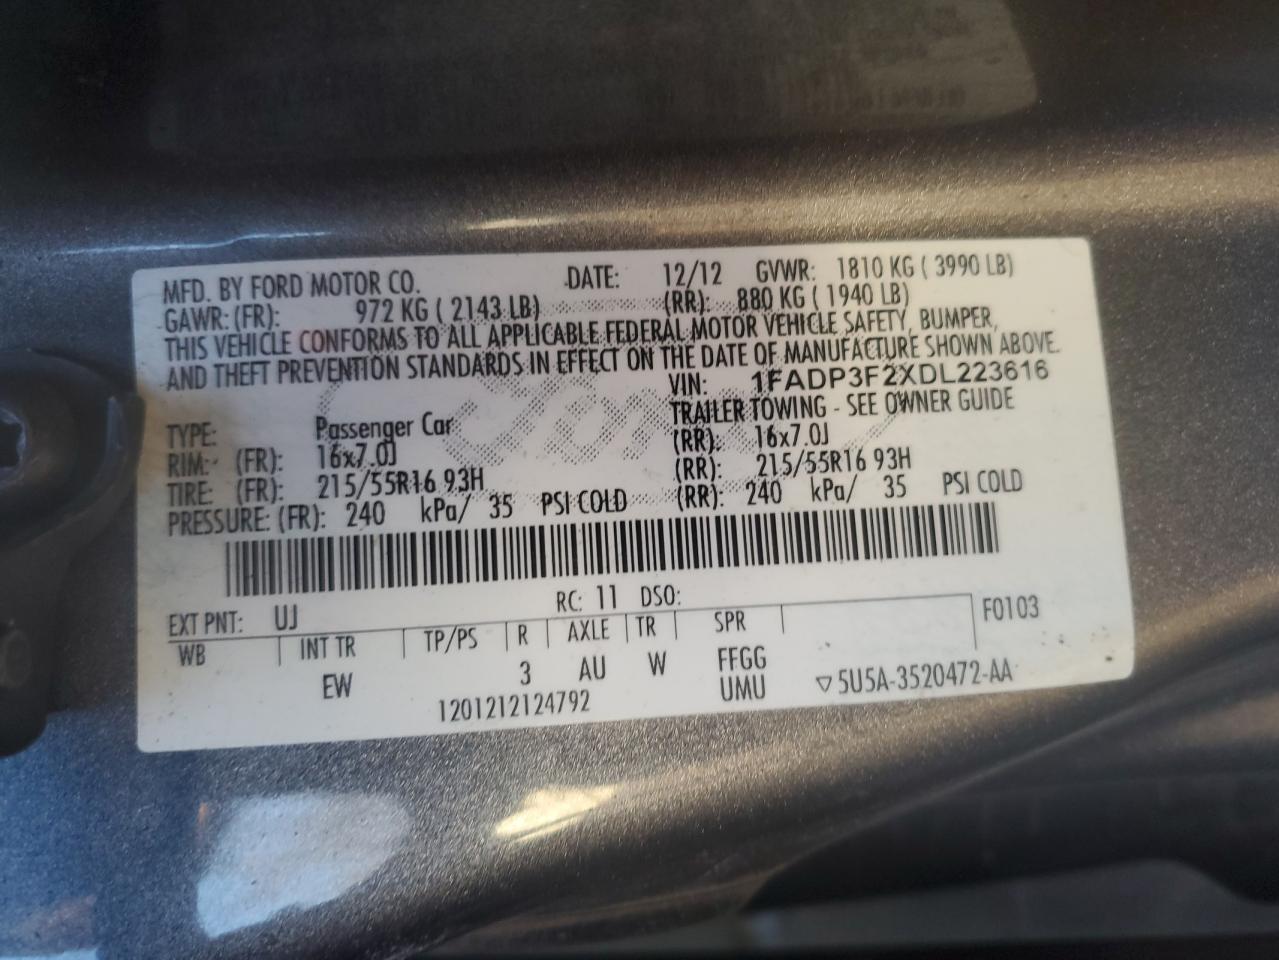 MFD. BY FORD MOTOR CO. DATE: 12/12 GVWR: 1810 KG ( 3990 LB)
GAWR: (FR): 972 KG ( 2143 LB) (RR): 880 KG ( 1940 LB)
THIS VEHICLE CONFORMS TO ALL APPLICABLE FEDERAL MOTOR VEHICLE SAFETY, BUMPER,
AND THEFT PREVENTION STANDARDS IN EFFECT ON THE DATE OF MANUFACTURE SHOWN ABOVE.
VIN: 1FADP3F2XDL223616
TYPE: Passenger Car TRAILER TOWING - SEE OWNER GUIDE
RIM: (FR): 16x7.0J (RR): 16x7.0J
TIRE: (FR): 215/55R16 93H (RR): 215/55R16 93H
PRESSURE: (FR): 240 kPa/ 35 PSI COLD (RR): 240 kPa/ 35 PSI COLD
EXT PNT: UJ RC: 11 DSO: F0103
WB INT TR TP/PS R AXLE TR SPR
EW 3 AU W FFGG
UMU ▽5U5A-3520472-AA
1201212124792